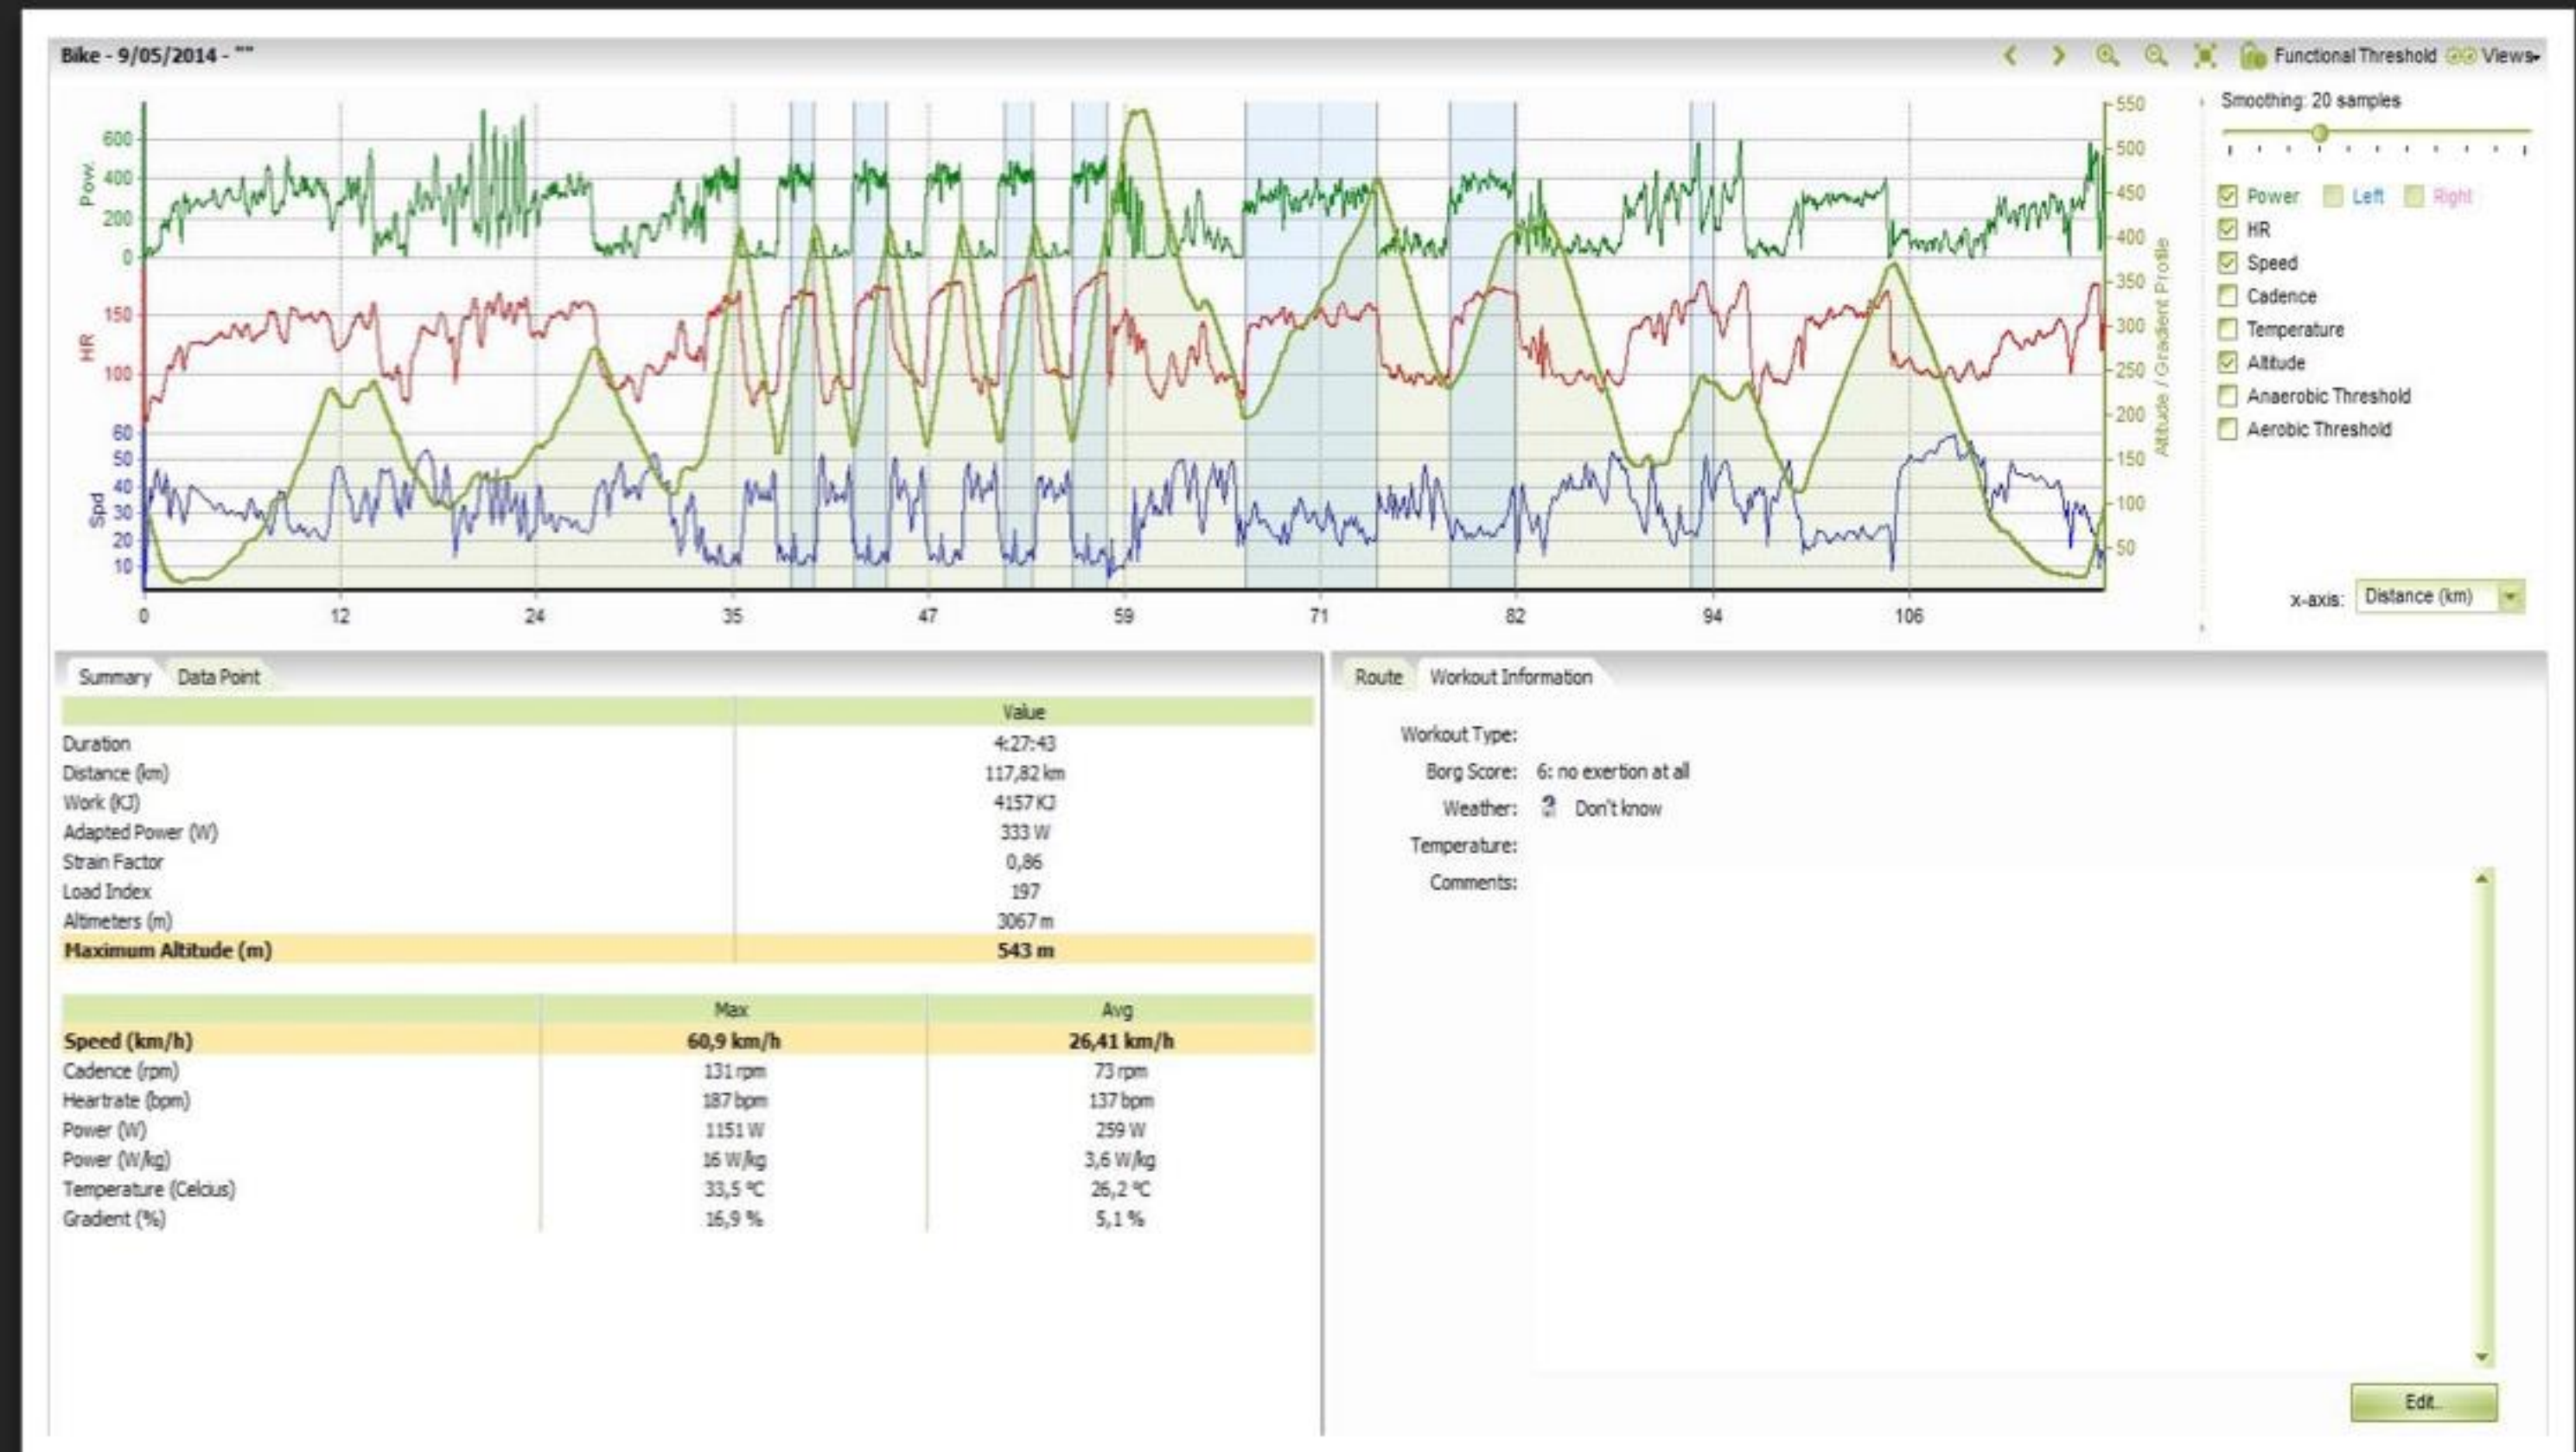 Bike - 9/05/2014 - ""
Functional Threshold Views
Smoothing: 20 samples
Power Left Right
HR
Speed
Cadence
Temperature
Altitude
Anaerobic Threshold
Aerobic Threshold
x-axis: Distance (km)
Pow.
600
400
200
0
HR
150
100
Spd
60
50
40
30
20
10
550
500
450
400
350
300
250
200
150
100
50
Altitude / Gradient Profile
0 12 24 35 47 59 71 82 94 106
Summary Data Point
Value
Duration 4:27:43
Distance (km) 117,82 km
Work (KJ) 4157 KJ
Adapted Power (W) 333 W
Strain Factor 0,86
Load Index 197
Altimeters (m) 3067 m
Maximum Altitude (m) 543 m
Max Avg
Speed (km/h) 60,9 km/h 26,41 km/h
Cadence (rpm) 131 rpm 73 rpm
Heartrate (bpm) 187 bpm 137 bpm
Power (W) 1151 W 259 W
Power (W/kg) 16 W/kg 3,6 W/kg
Temperature (Celcius) 33,5 °C 26,2 °C
Gradient (%) 16,9 % 5,1 %
Route Workout Information
Workout Type:
Borg Score: 6: no exertion at all
Weather: ? Don't know
Temperature:
Comments:
Edit...